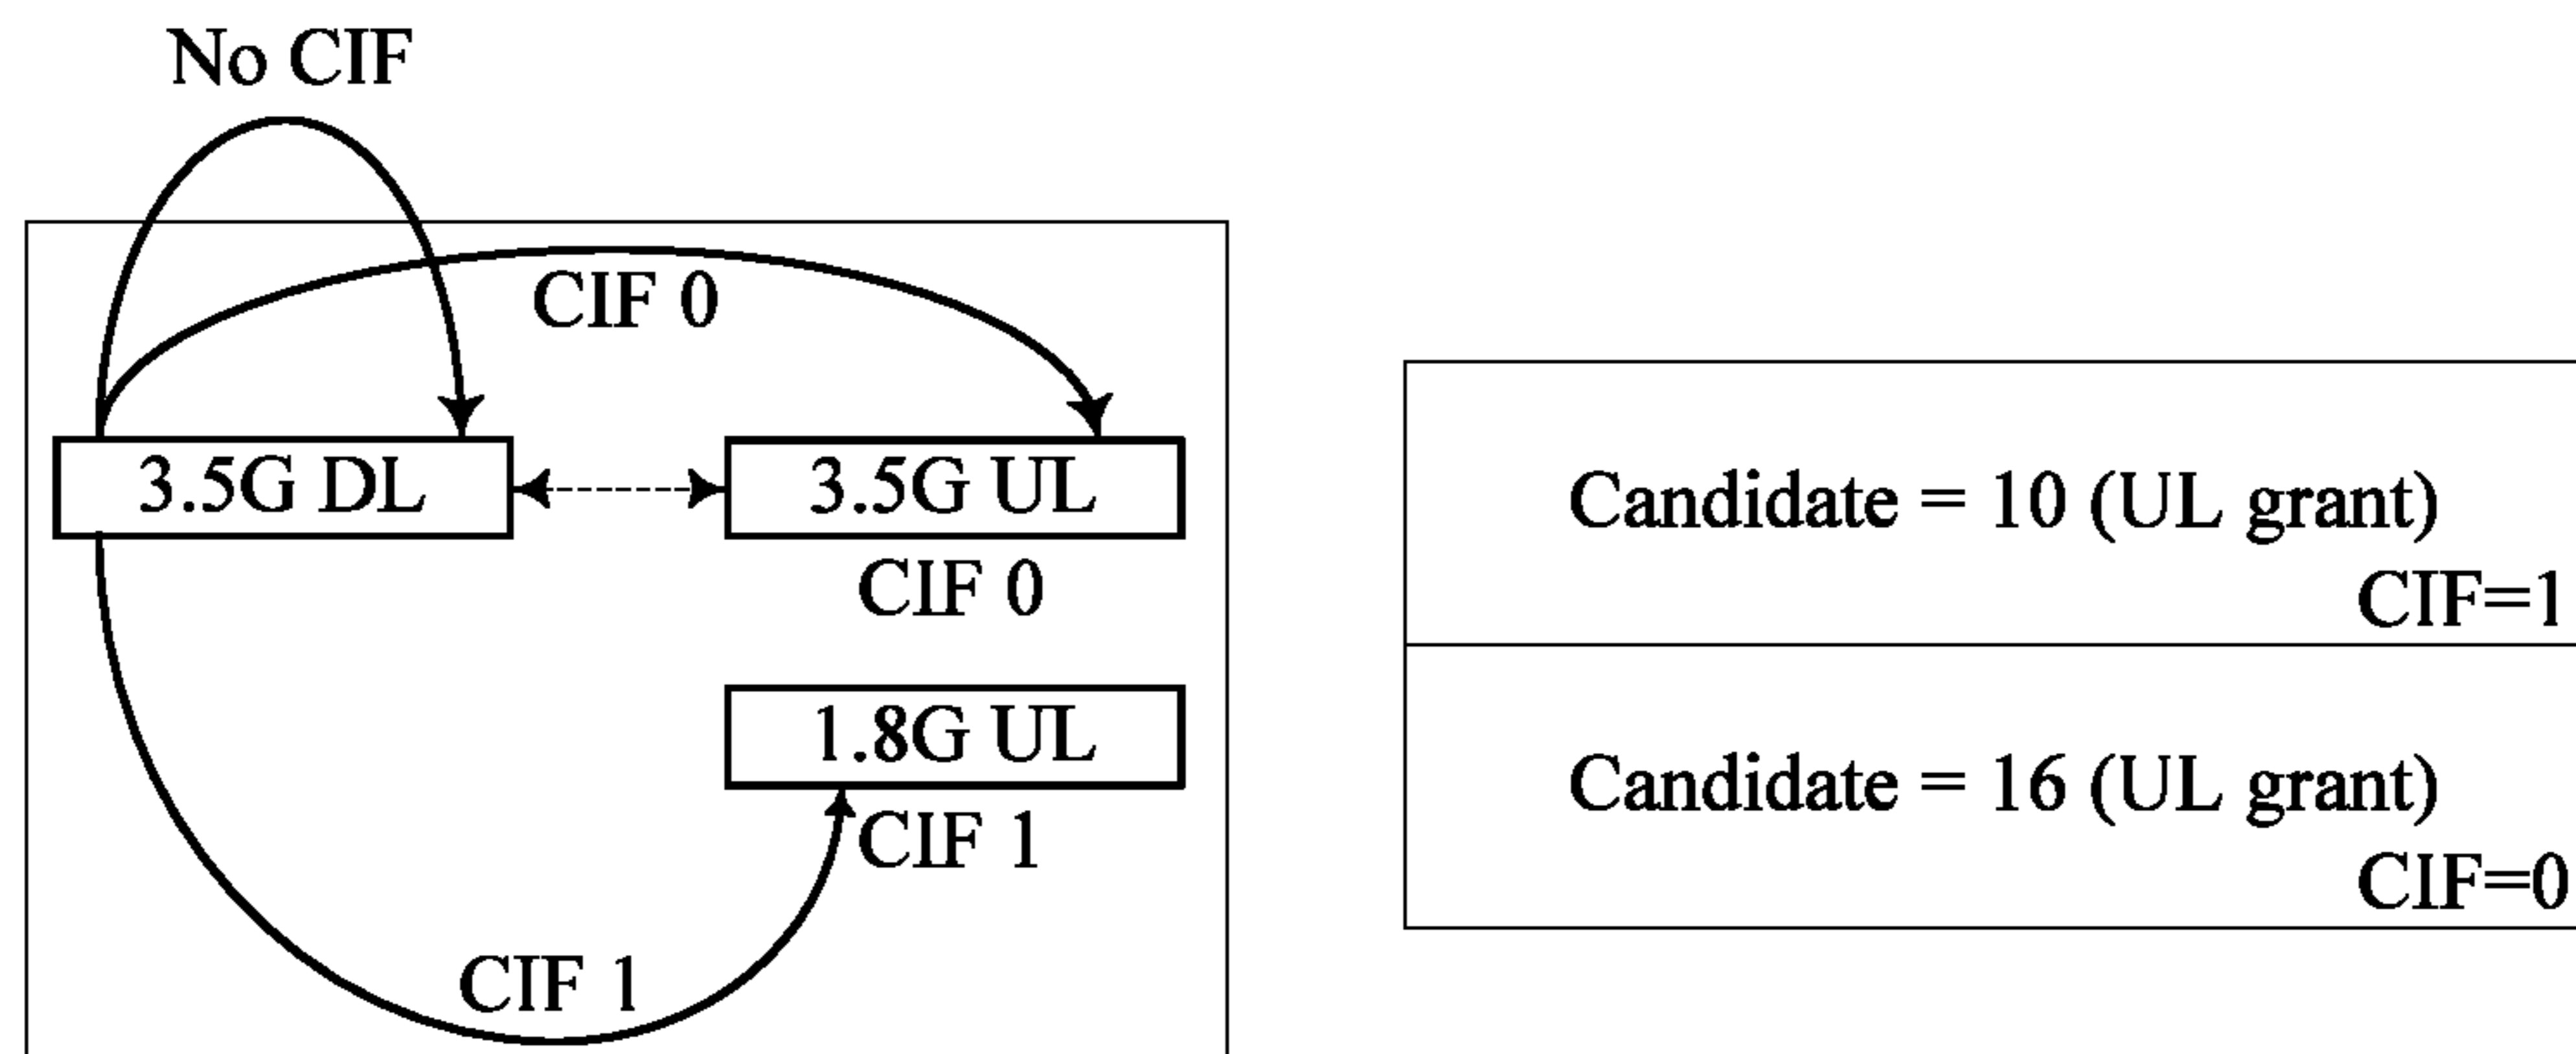 No CIF
CIF 0
3.5G DL
3.5G UL
CIF 0
1.8G UL
CIF 1
CIF 1
Candidate = 10 (UL grant)
CIF=1
Candidate = 16 (UL grant)
CIF=0